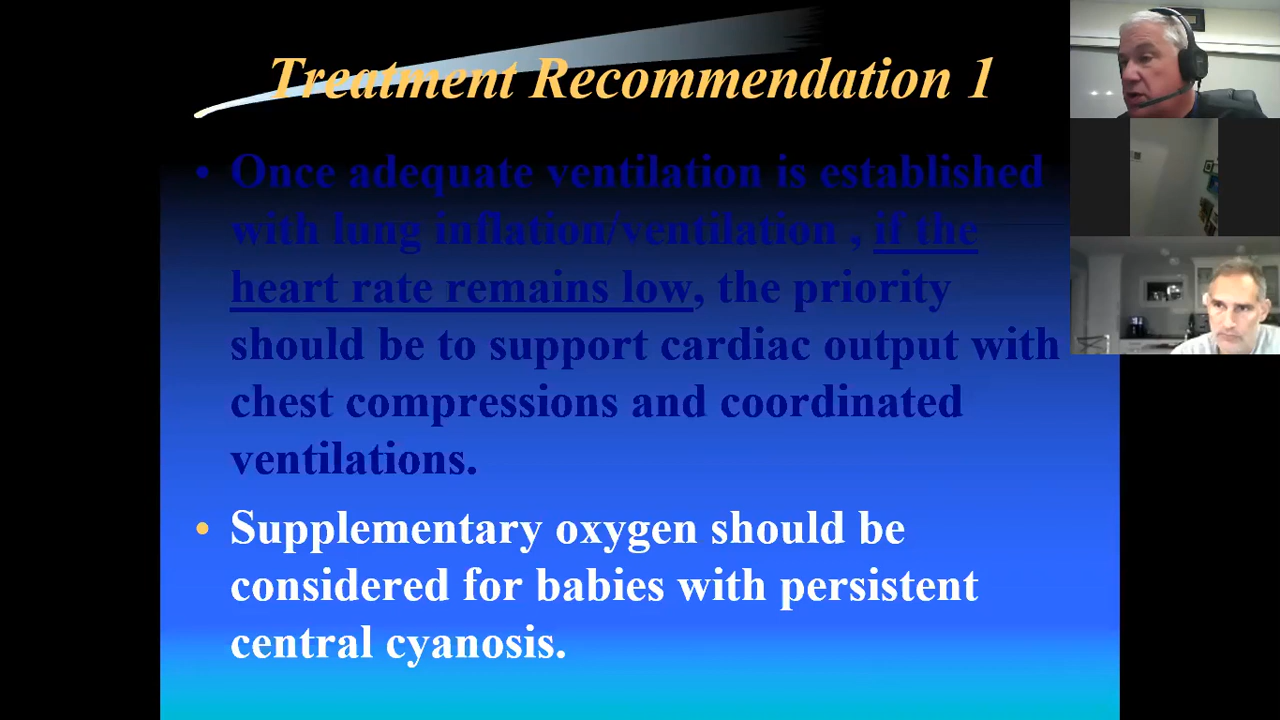 Treatment Recommendation 1
• Once adequate ventilation is established
with lung inflation/ventilation , if the
heart rate remains low, the priority
should be to support cardiac output with
chest compressions and coordinated
ventilations.
• Supplementary oxygen should be
considered for babies with persistent
central cyanosis.